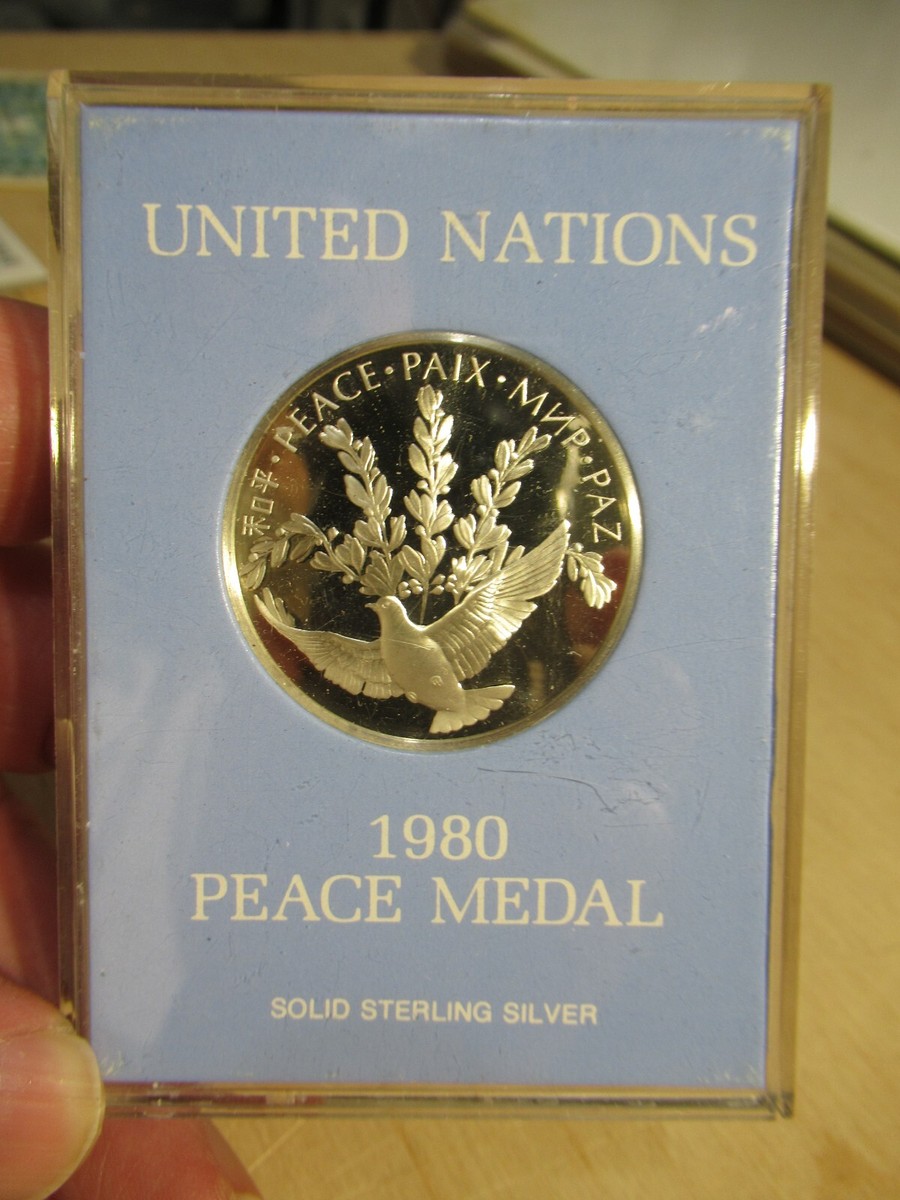 UNITED NATIONS
和平·PEACE·PAIX·МИР·PAZ
1980
PEACE MEDAL
SOLID STERLING SILVER